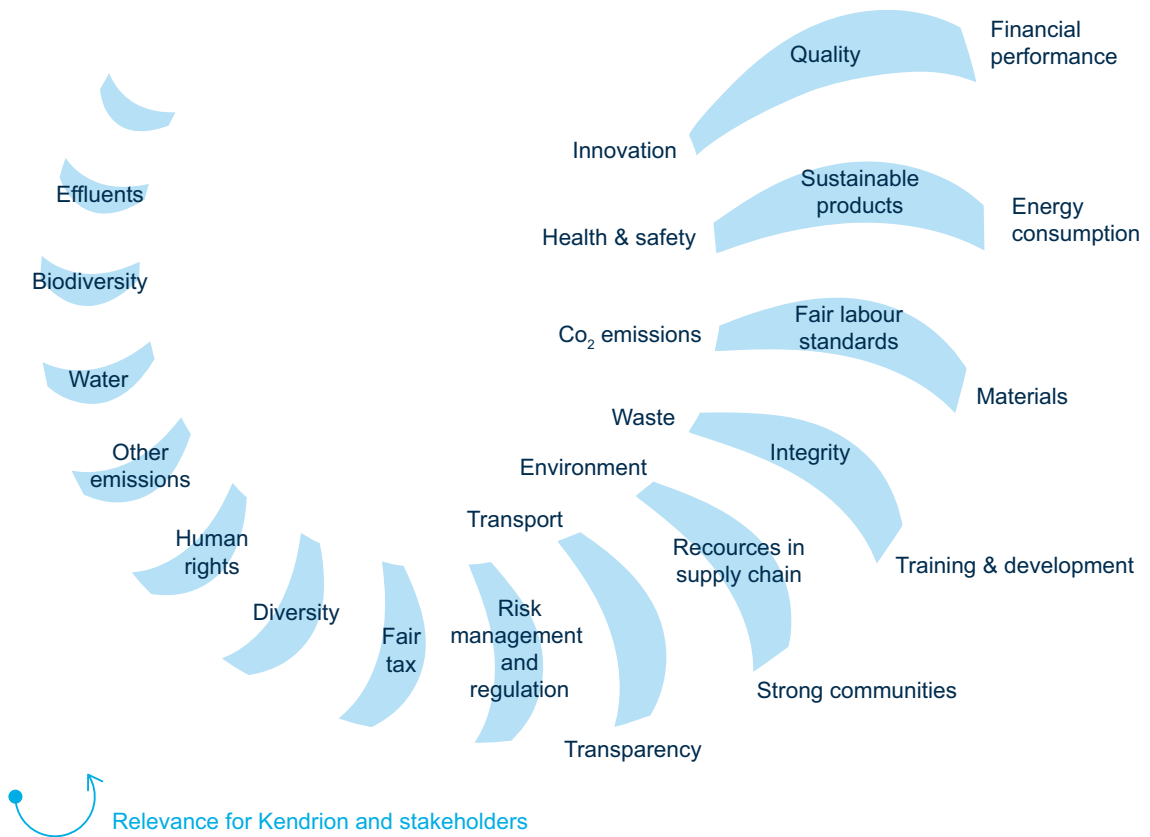 Financial
performance
Quality
Innovation
Sustainable
products
Energy
consumption
Health & safety
Fair labour
standards
Co₂ emissions
Materials
Waste
Integrity
Environment
Training & development
Transport
Recources in
supply chain
Strong communities
Transparency
Risk
management
and
regulation
Fair
tax
Diversity
Human
rights
Other
emissions
Water
Biodiversity
Effluents
Relevance for Kendrion and stakeholders